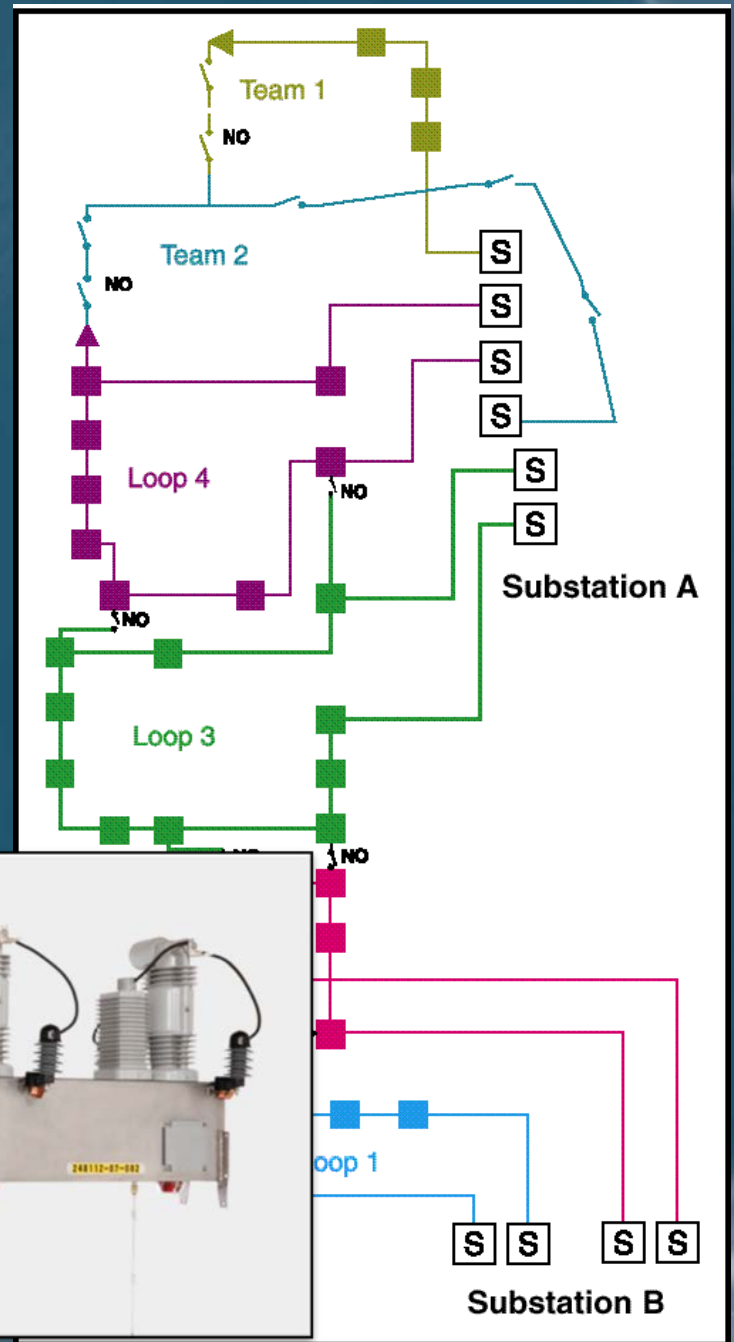 Team 1
NO
Team 2
NO
S
S
S
S
Loop 4
NO
S
S
Substation A
NO
Loop 3
NO
oop 1
248112-07-002
S
S
S
S
Substation B